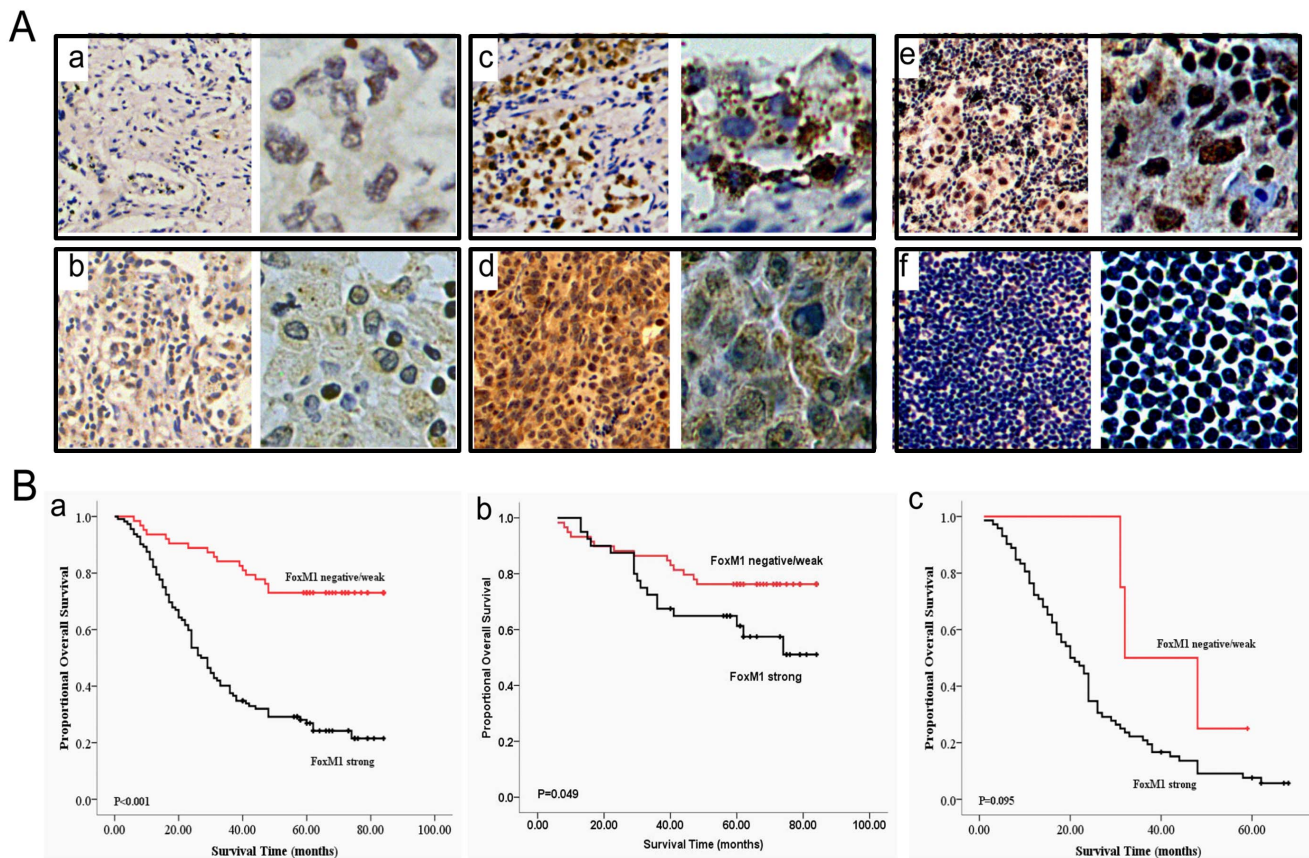 A
a
c
e
b
d
f
B
a
1.0
0.8
0.6
0.4
0.2
0.0
Proportional Overall Survival
FoxM1 negative/weak
FoxM1 strong
P<0.001
0.00 20.00 40.00 60.00 80.00 100.00
Survival Time (months)
b
1.0
0.8
0.6
0.4
0.2
0.0
Proportional Overall Survival
FoxM1 negative/weak
FoxM1 strong
P=0.049
0.00 20.00 40.00 60.00 80.00 100.00
Survival Time (months)
c
1.0
0.8
0.6
0.4
0.2
0.0
Proportional Overall Survival
FoxM1 negative/weak
FoxM1 strong
P=0.095
0.00 20.00 40.00 60.00
Survival Time (months)